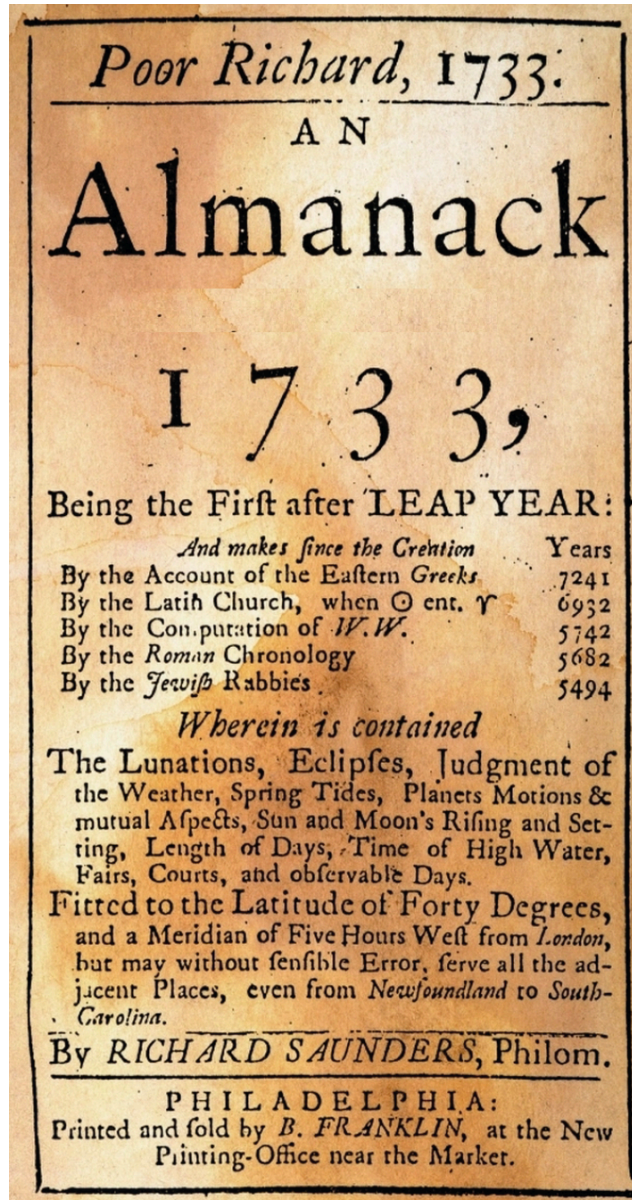 Poor Richard, 1733.
AN
Almanack
1733,
Being the Firſt after LEAP YEAR:
And makes ſince the Creation Years
By the Account of the Eaſtern Greeks 7241
By the Latin Church, when ☉ ent. ♈ 6932
By the Computation of W.W. 5742
By the Roman Chronology 5682
By the Jewiſh Rabbies 5494
Wherein is contained
The Lunations, Eclipſes, Judgment of
the Weather, Spring Tides, Planets Motions &
mutual Aſpects, Sun and Moon's Riſing and Set-
ting, Length of Days, Time of High Water,
Fairs, Courts, and obſervable Days.
Fitted to the Latitude of Forty Degrees,
and a Meridian of Five Hours Weſt from London,
but may without ſenſible Error, ſerve all the ad-
jacent Places, even from Newfoundland to South-
Carolina.
By RICHARD SAUNDERS, Philom.
PHILADELPHIA:
Printed and ſold by B. FRANKLIN, at the New
Printing-Office near the Market.